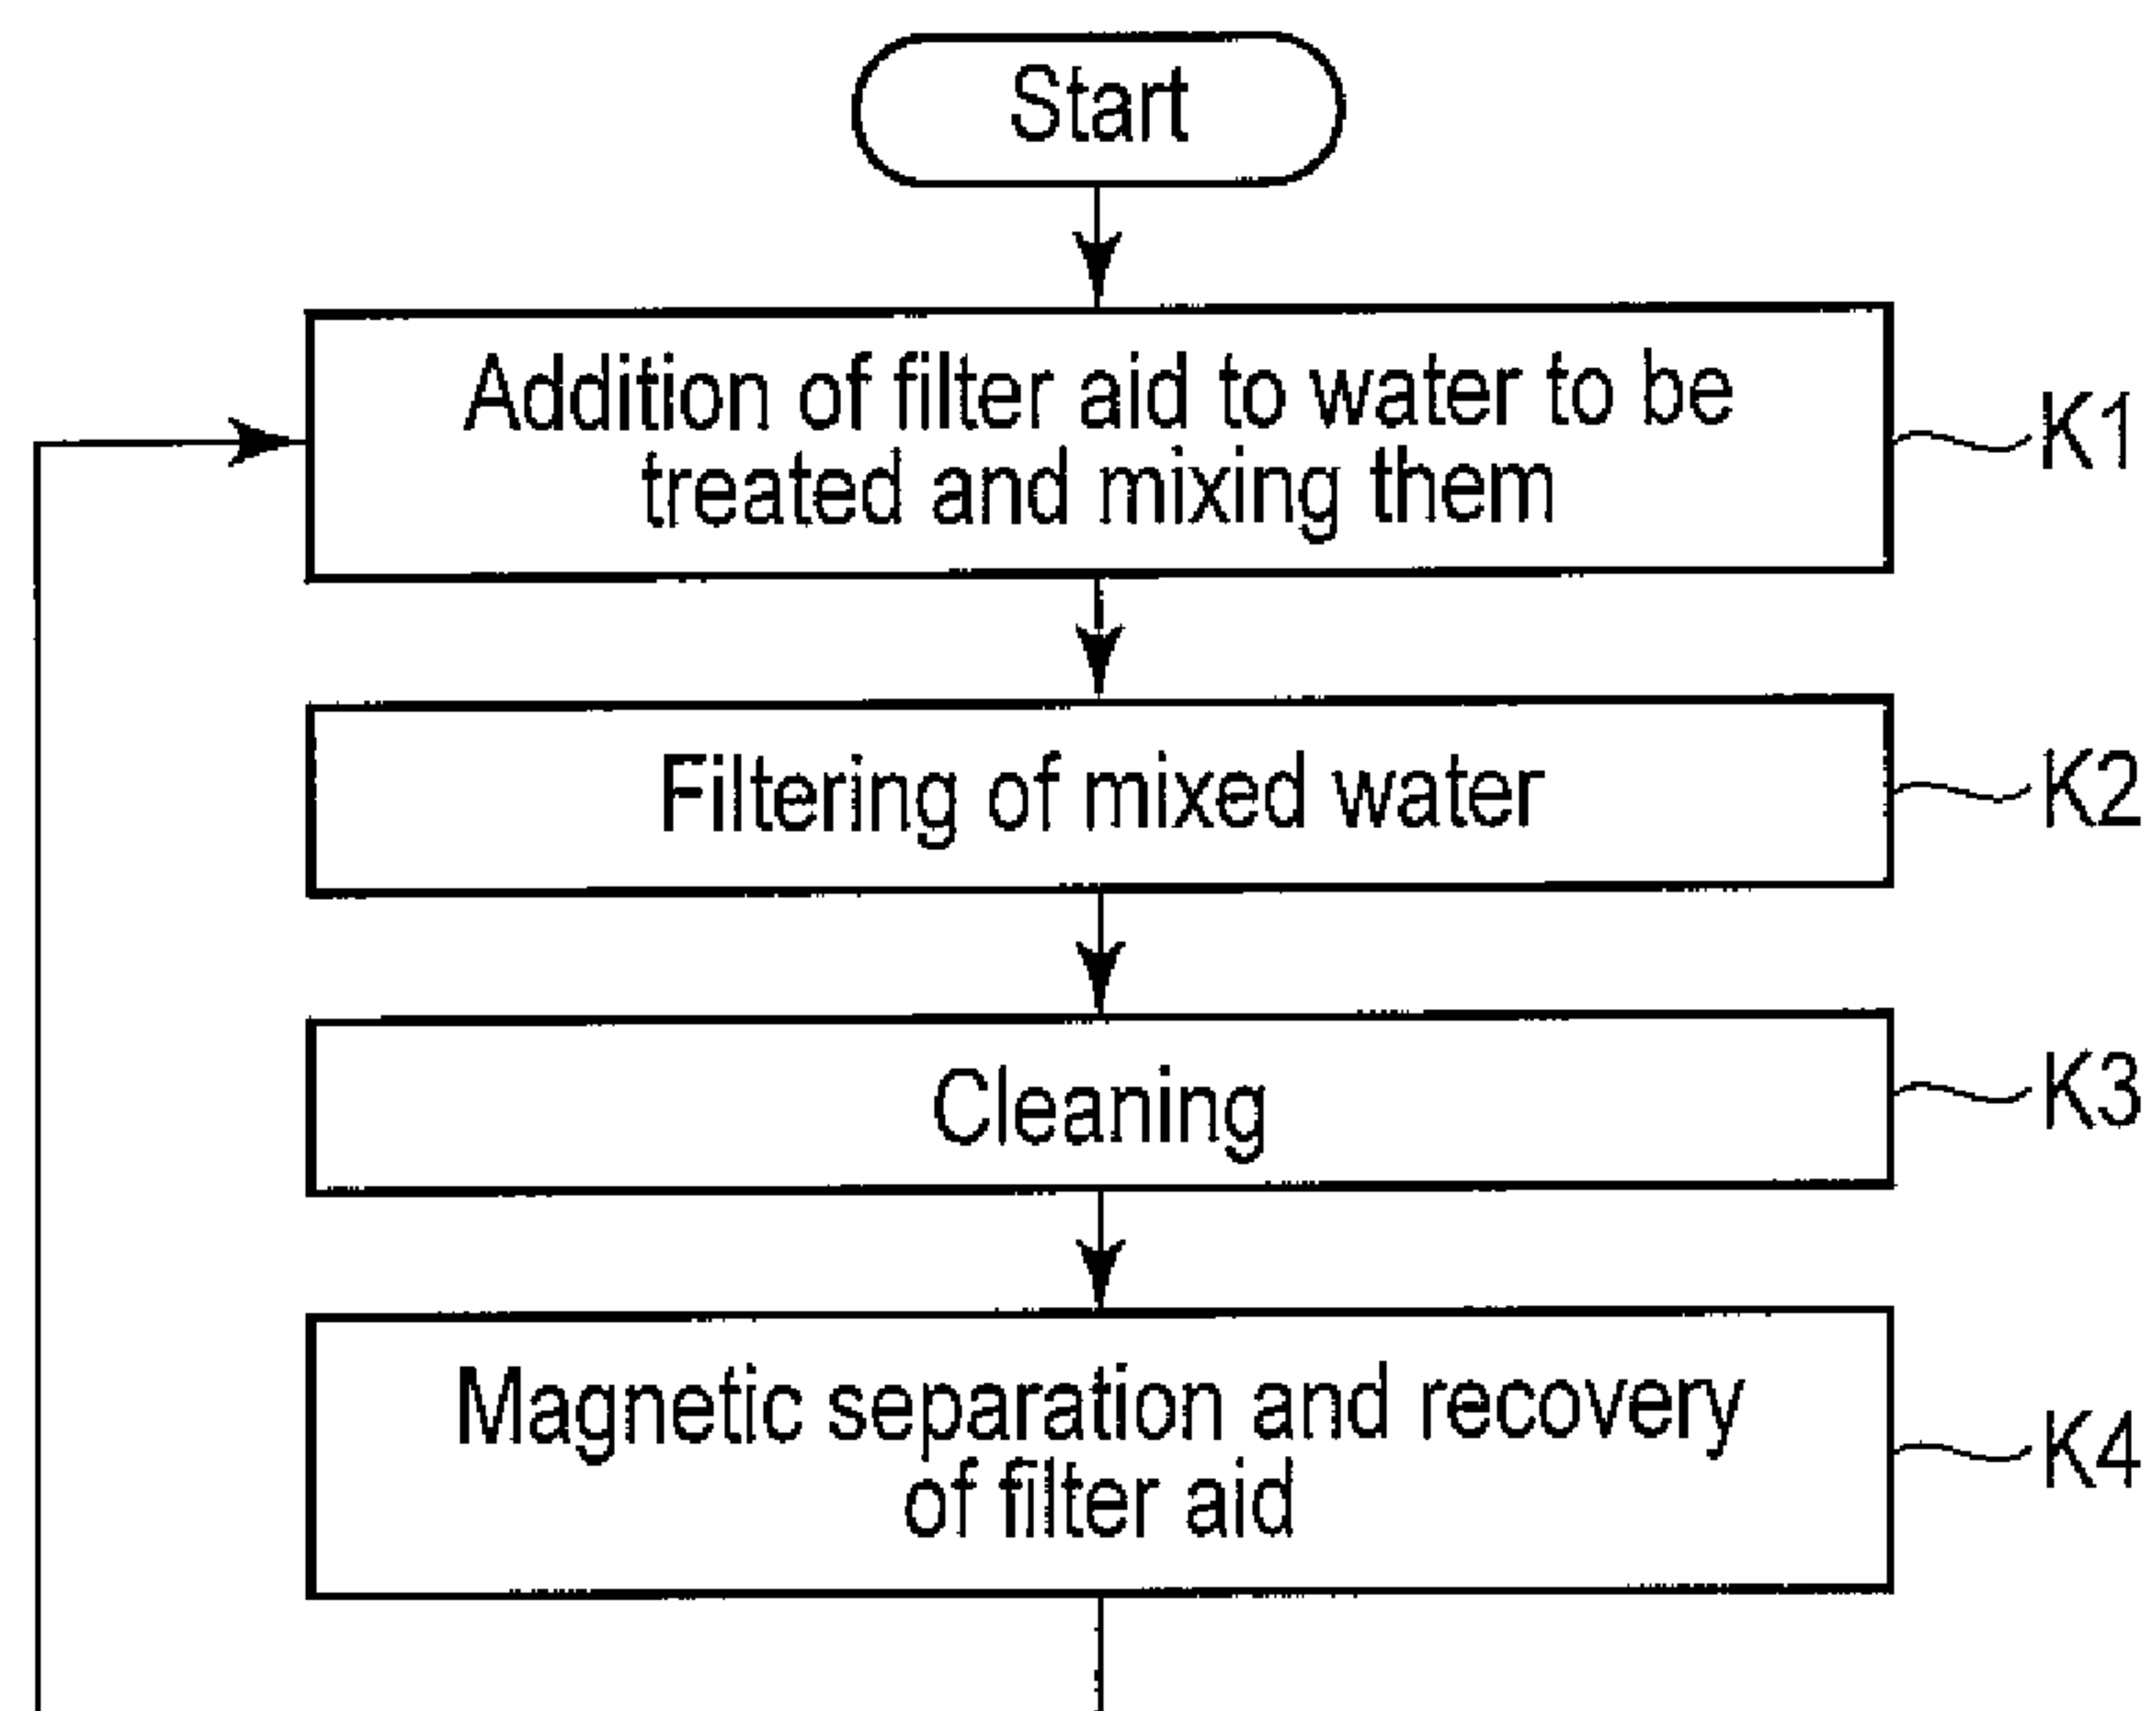 Start
Addition of filter aid to water to be
treated and mixing them
K1
Filtering of mixed water
K2
Cleaning
K3
Magnetic separation and recovery
of filter aid
K4